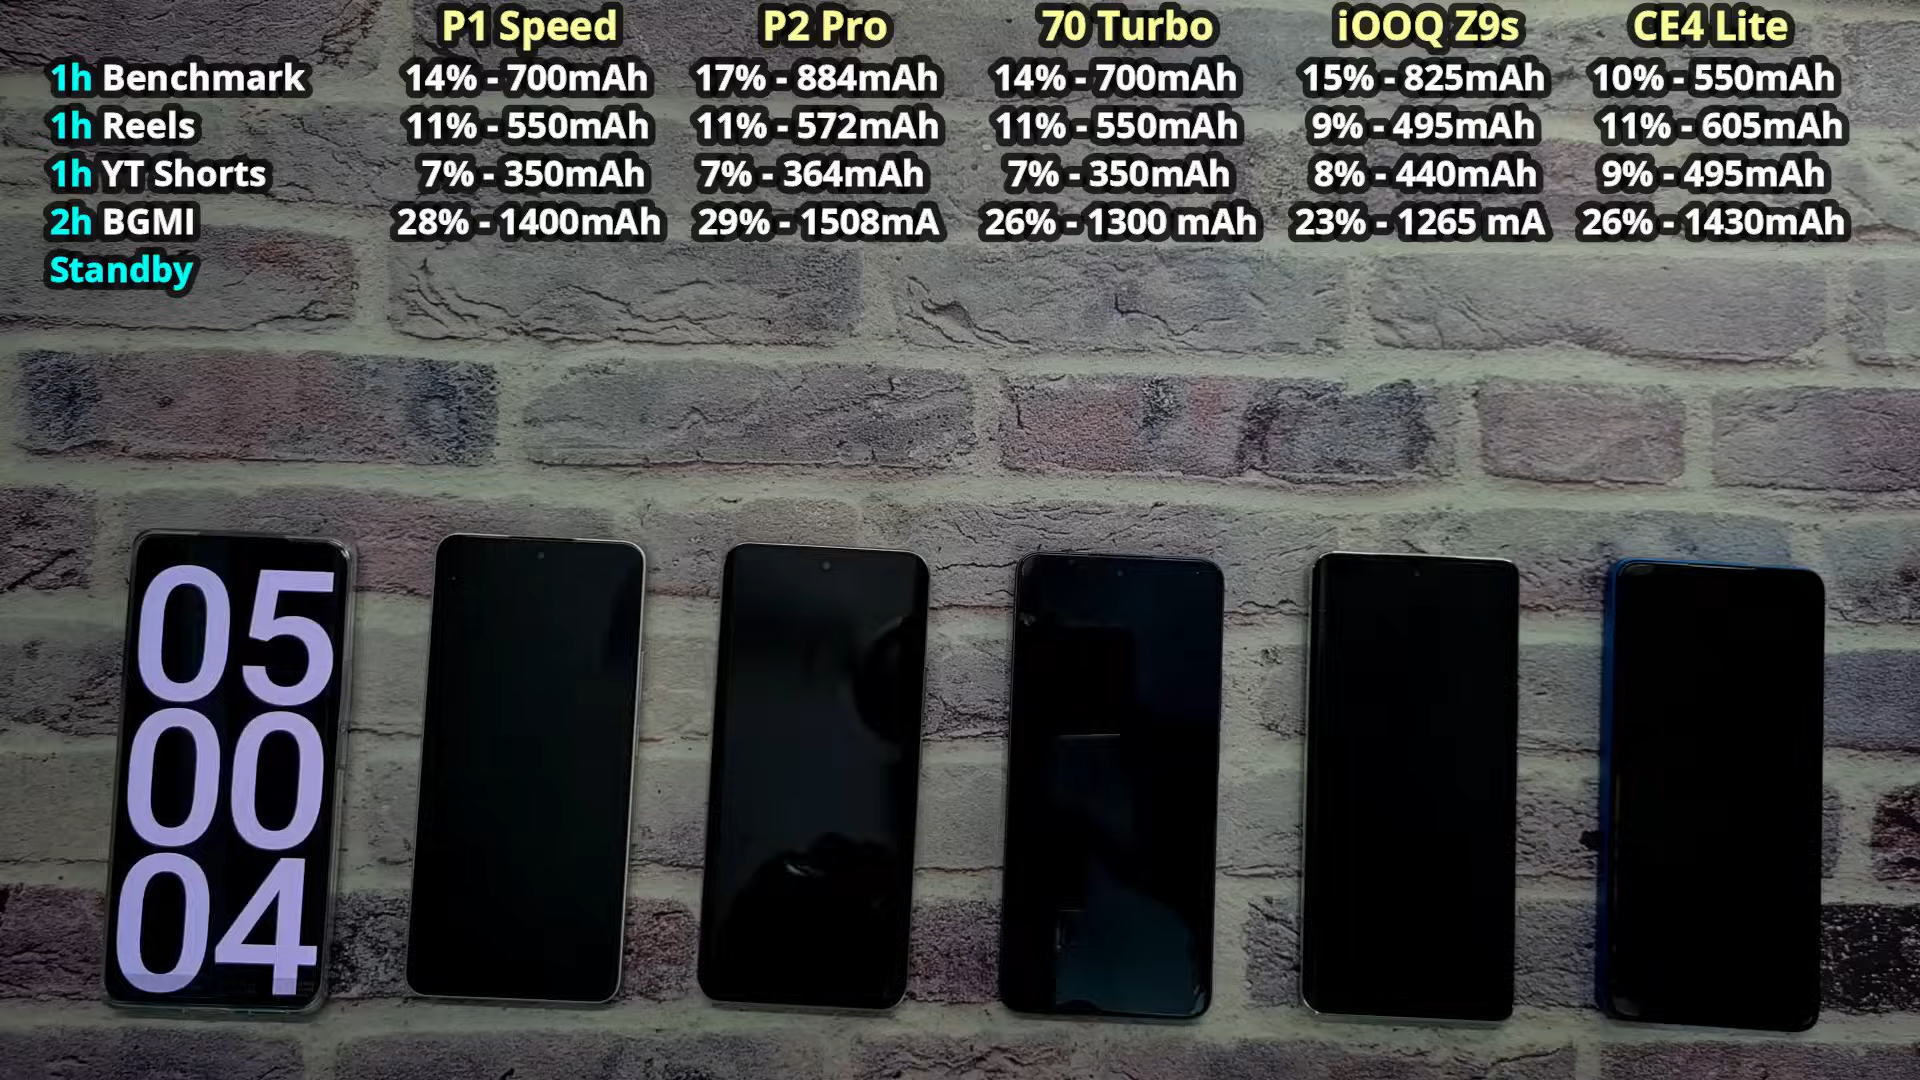 P1 Speed P2 Pro 70 Turbo iOOQ Z9s CE4 Lite
1h Benchmark 14% - 700mAh 17% - 884mAh 14% - 700mAh 15% - 825mAh 10% - 550mAh
1h Reels 11% - 550mAh 11% - 572mAh 11% - 550mAh 9% - 495mAh 11% - 605mAh
1h YT Shorts 7% - 350mAh 7% - 364mAh 7% - 350mAh 8% - 440mAh 9% - 495mAh
2h BGMI 28% - 1400mAh 29% - 1508mA 26% - 1300 mAh 23% - 1265 mA 26% - 1430mAh
Standby
05
00
04